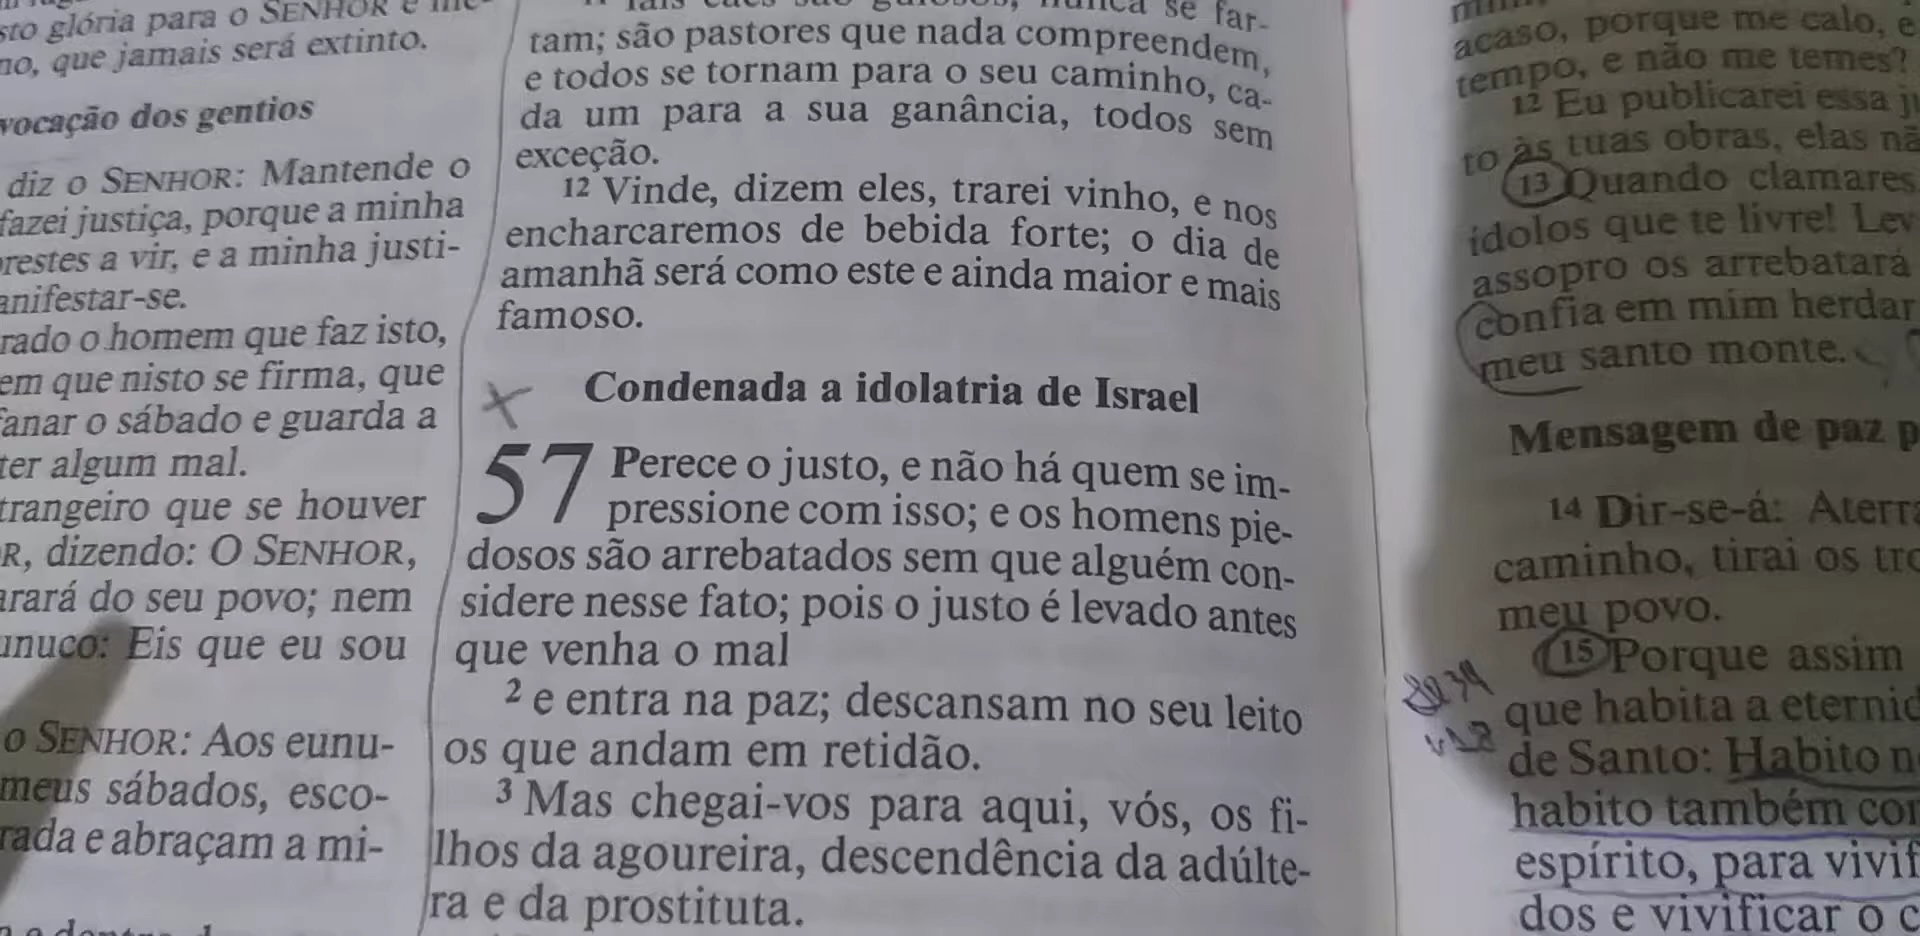 sto glória para o SENHOR e
no, que jamais será extinto.
vocação dos gentios
diz o SENHOR: Mantende o
fazei justiça, porque a minha
prestes a vir, e a minha justi-
anifestar-se.
rado o homem que faz isto,
em que nisto se firma, que
fanar o sábado e guarda a
ter algum mal.
trangeiro que se houver
R, dizendo: O SENHOR,
arará do seu povo; nem
unuco: Eis que eu sou
o SENHOR: Aos eunu-
meus sábados, esco-
rada e abraçam a mi-
nunca se far-
tam; são pastores que nada compreendem,
e todos se tornam para o seu caminho, ca-
da um para a sua ganância, todos sem
exceção.
12 Vinde, dizem eles, trarei vinho, e nos
encharcaremos de bebida forte; o dia de
amanhã será como este e ainda maior e mais
famoso.
Condenada a idolatria de Israel
57 Perece o justo, e não há quem se im-
pressione com isso; e os homens pie-
dosos são arrebatados sem que alguém con-
sidere nesse fato; pois o justo é levado antes
que venha o mal
2 e entra na paz; descansam no seu leito
os que andam em retidão.
3 Mas chegai-vos para aqui, vós, os fi-
lhos da agoureira, descendência da adúlte-
ra e da prostituta.
acaso, porque me calo, e
tempo, e não me temes?
12 Eu publicarei essa ju
to às tuas obras, elas nã
13 Quando clamares
ídolos que te livre! Lev
assopro os arrebatará
confia em mim herdar
meu santo monte.
Mensagem de paz p
14 Dir-se-á: Aterra
caminho, tirai os tro
meu povo.
15 Porque assim
que habita a eternid
de Santo: Habito n
habito também con
espírito, para vivif
dos e vivificar o c